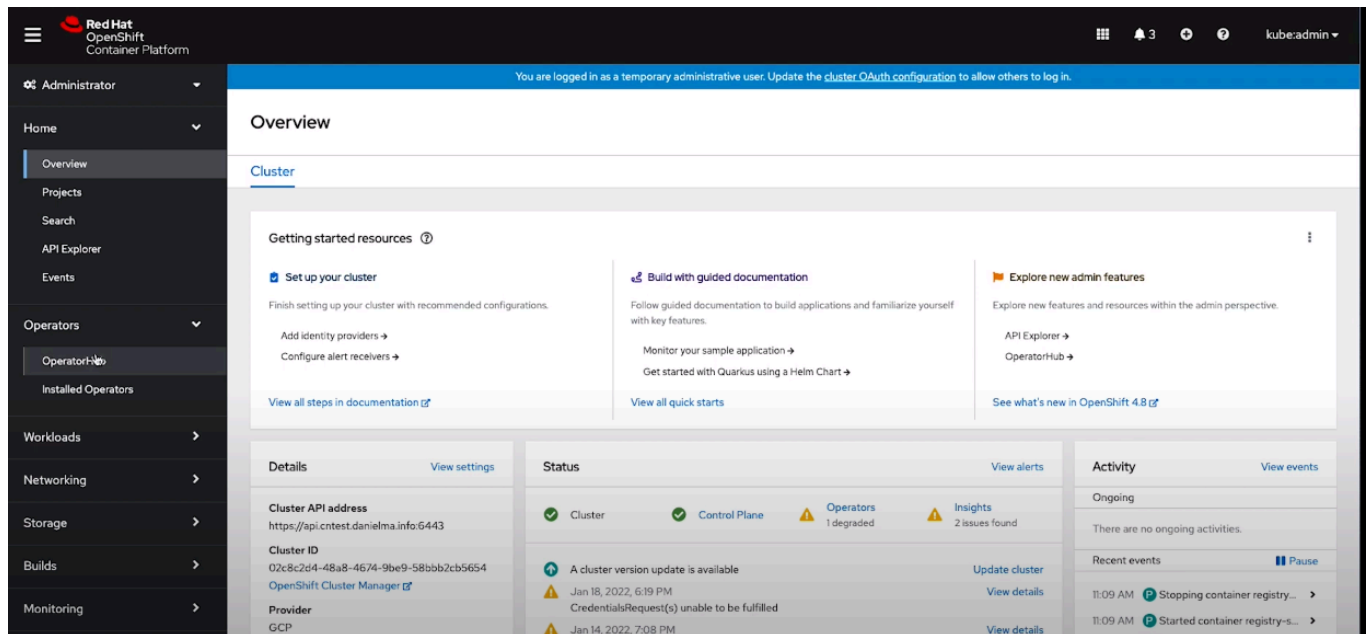 Red Hat
OpenShift
Container Platform
3
kube:admin
Administrator
You are logged in as a temporary administrative user. Update the cluster OAuth configuration to allow others to log in.
Home
Overview
Projects
Search
API Explorer
Events
Operators
OperatorHub
Installed Operators
Workloads
Networking
Storage
Builds
Monitoring
Overview
Cluster
Getting started resources
Set up your cluster
Finish setting up your cluster with recommended configurations.
Add identity providers →
Configure alert receivers →
View all steps in documentation
Build with guided documentation
Follow guided documentation to build applications and familiarize yourself
with key features.
Monitor your sample application →
Get started with Quarkus using a Helm Chart →
View all quick starts
Explore new admin features
Explore new features and resources within the admin perspective.
API Explorer →
OperatorHub →
See what's new in OpenShift 4.8
Details View settings
Cluster API address
https://api.cntest.danielma.info:6443
Cluster ID
02c8c2d4-48a8-4674-9be9-58bbb2cb5654
OpenShift Cluster Manager
Provider
GCP
Status View alerts
Cluster
Control Plane
Operators
1 degraded
Insights
2 issues found
A cluster version update is available Update cluster
Jan 18, 2022, 6:19 PM View details
CredentialsRequest(s) unable to be fulfilled
Jan 14, 2022, 7:08 PM View details
Activity View events
Ongoing
There are no ongoing activities.
Recent events Pause
11:09 AM P Stopping container registry...
11:09 AM P Started container registry-s...